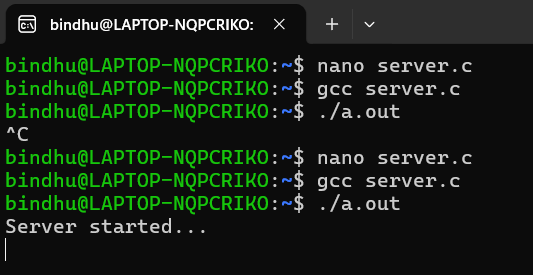 bindhu@LAPTOP-NQPCRIKO:
bindhu@LAPTOP-NQPCRIKO:~$ nano server.c
bindhu@LAPTOP-NQPCRIKO:~$ gcc server.c
bindhu@LAPTOP-NQPCRIKO:~$ ./a.out
^C
bindhu@LAPTOP-NQPCRIKO:~$ nano server.c
bindhu@LAPTOP-NQPCRIKO:~$ gcc server.c
bindhu@LAPTOP-NQPCRIKO:~$ ./a.out
Server started...